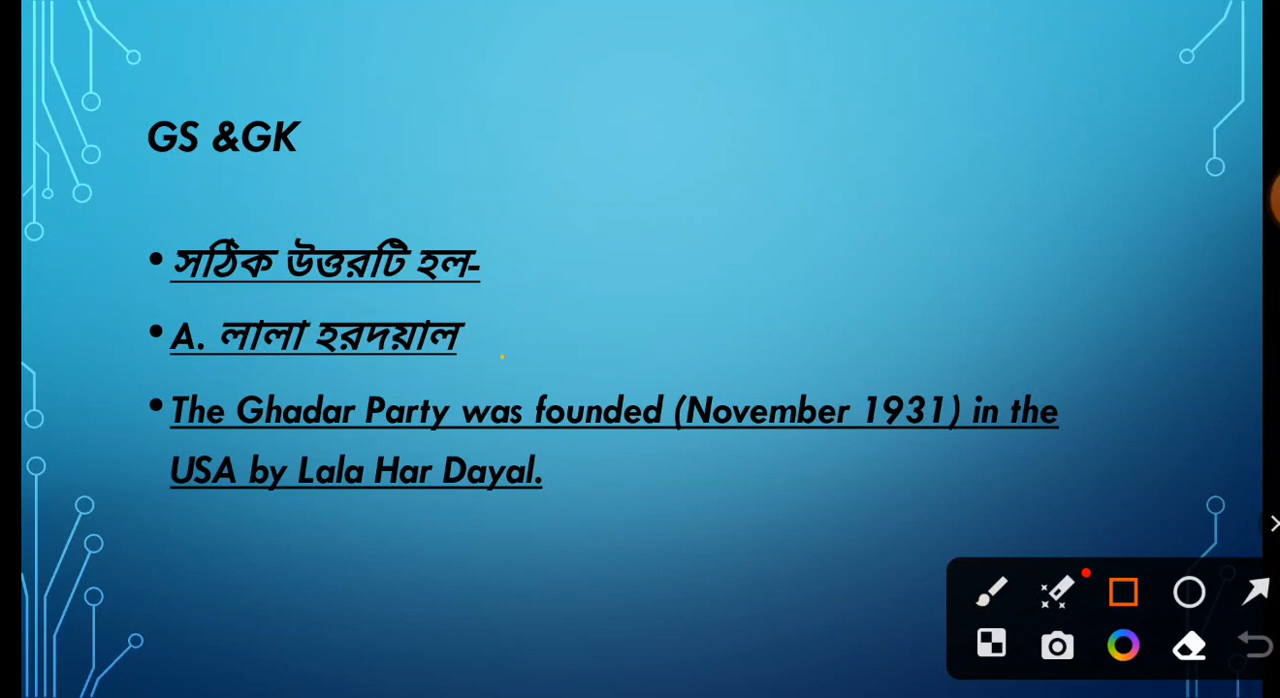 GS &GK
• সঠিক উত্তরটি হল-
• A. লালা হরদয়াল
• The Ghadar Party was founded (November 1931) in the
USA by Lala Har Dayal.